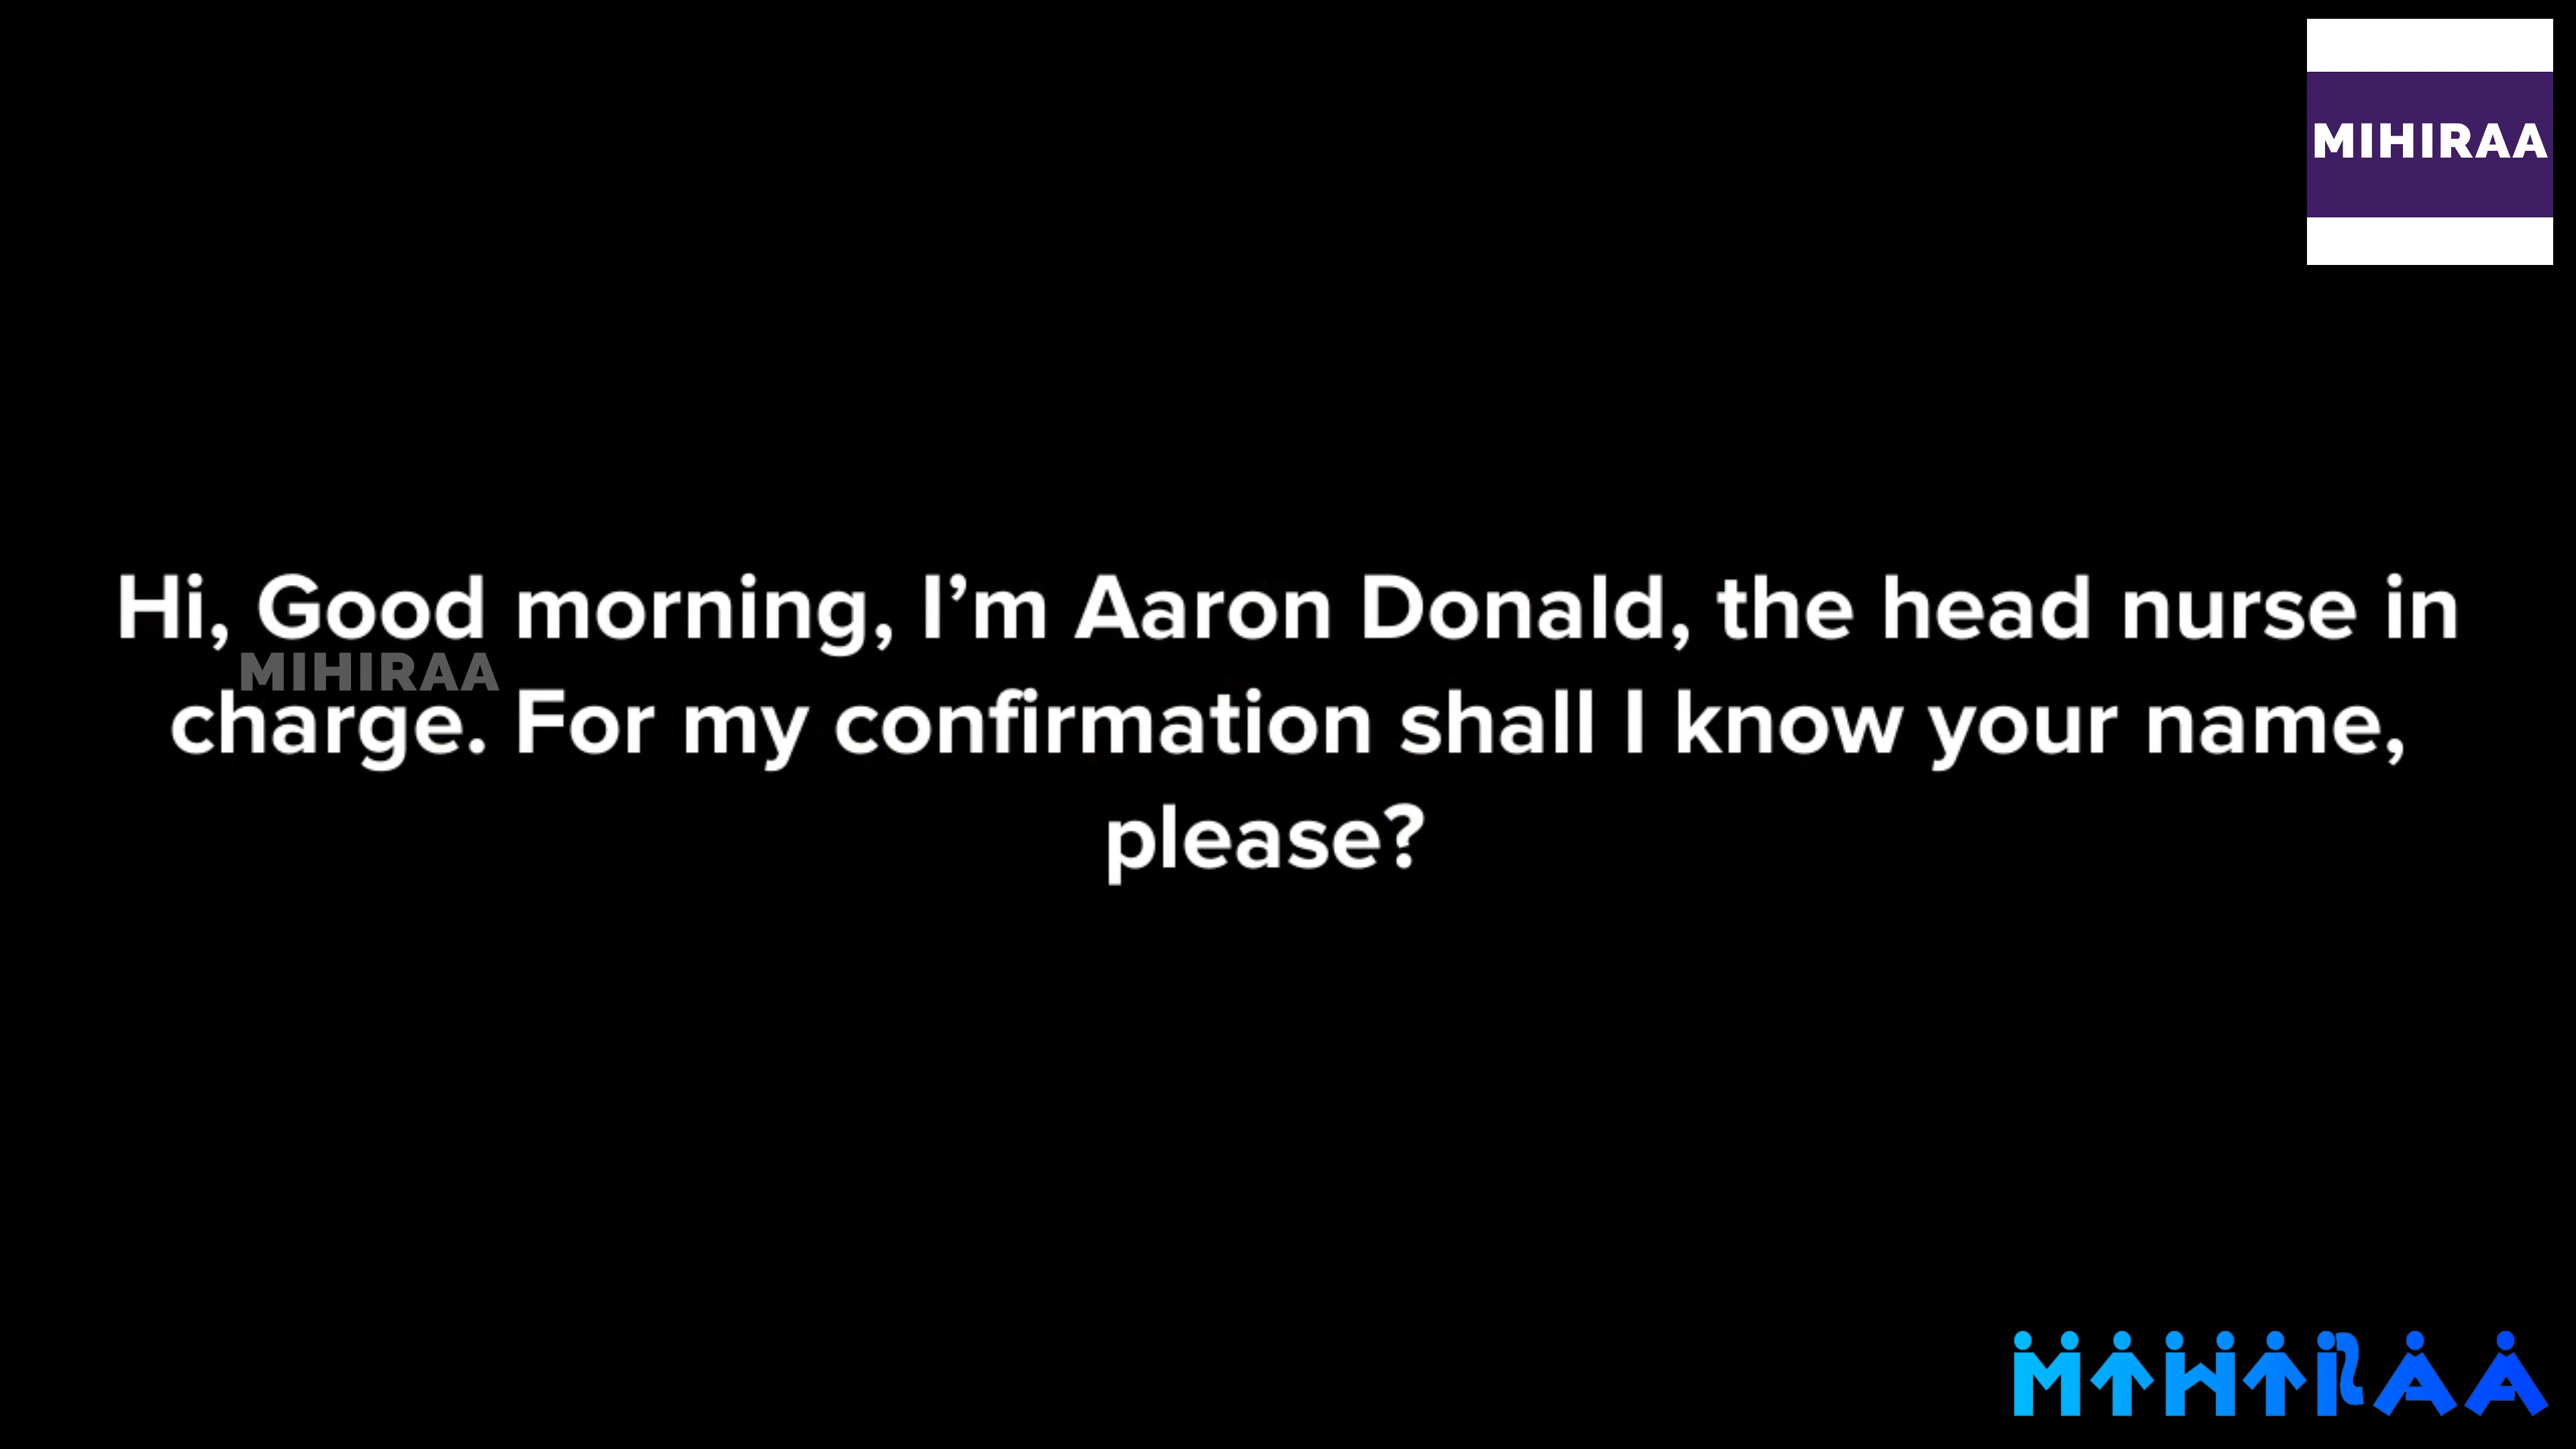 MIHIRAA
Hi, Good morning, I’m Aaron Donald, the head nurse in
MIHIRAA
charge. For my confirmation shall I know your name,
please?
MIHIRAA